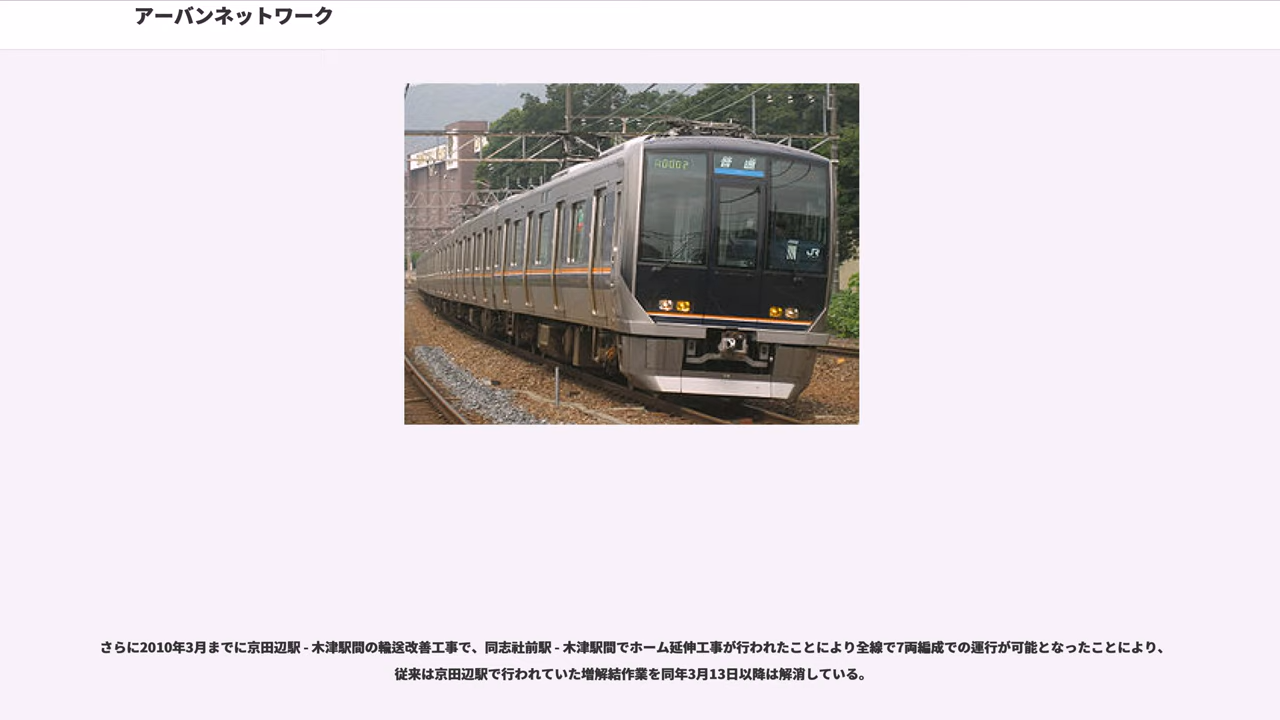 アーバンネットワーク
A0007
普通
JR
さらに2010年3月までに京田辺駅 - 木津駅間の輸送改善工事で、同志社前駅 - 木津駅間でホーム延伸工事が行われたことにより全線で7両編成での運行が可能となったことにより、
従来は京田辺駅で行われていた増解結作業を同年3月13日以降は解消している。